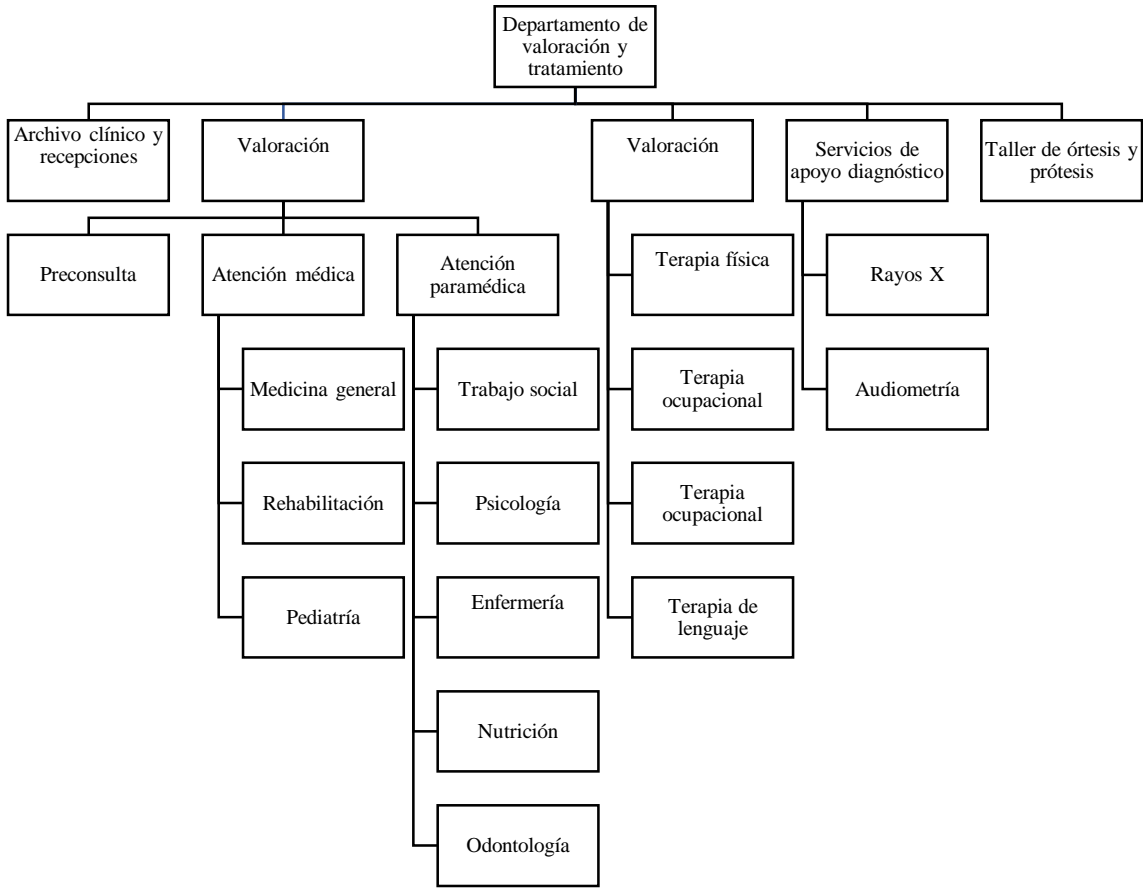 Departamento de
valoración y
tratamiento
Archivo clínico y
recepciones
Valoración
Valoración
Servicios de
apoyo diagnóstico
Taller de órtesis y
prótesis
Preconsulta
Atención médica
Atención
paramédica
Terapia física
Rayos X
Medicina general
Trabajo social
Terapia
ocupacional
Audiometría
Rehabilitación
Psicología
Terapia
ocupacional
Pediatría
Enfermería
Terapia de
lenguaje
Nutrición
Odontología